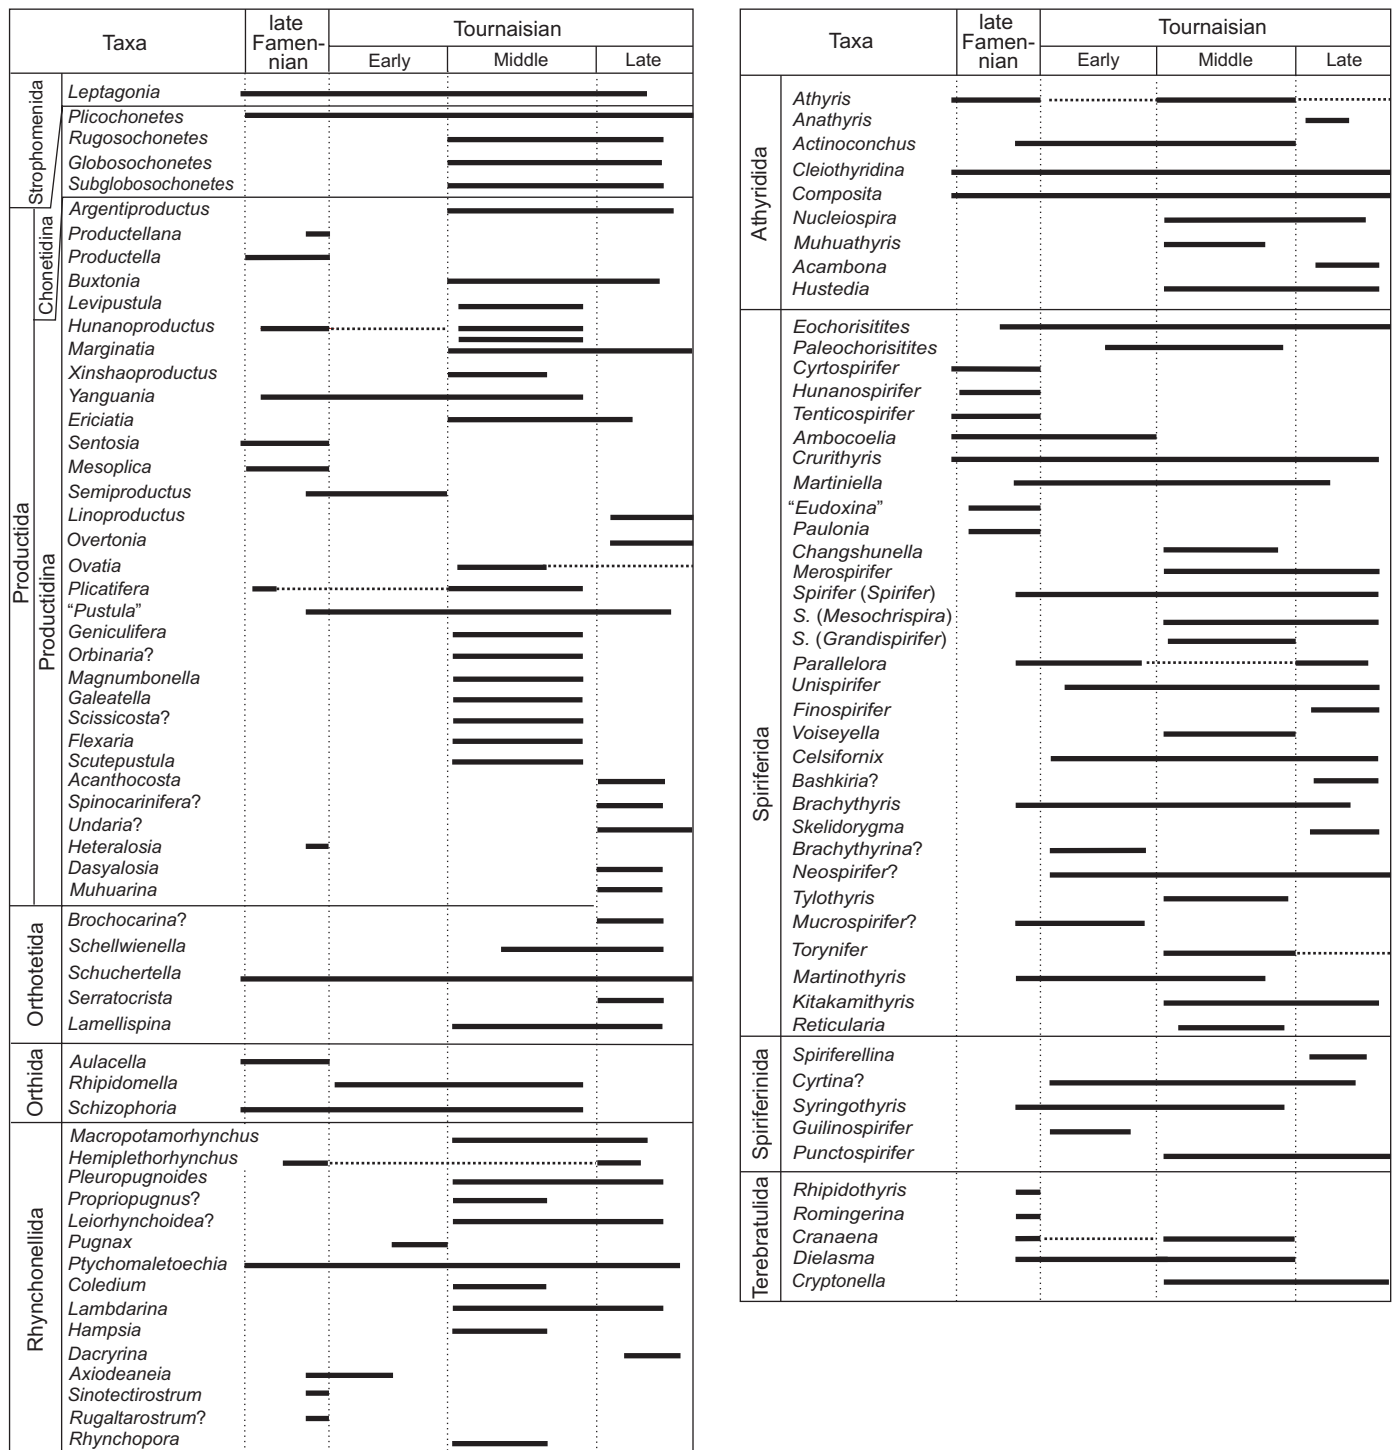 Taxa
late
Famen-
nian
Tournaisian
Early
Middle
Late
Strophomenida
Leptagonia
Productida
Chonetidina
Plicochonetes
Rugosochonetes
Globosochonetes
Subglobosochonetes
Productidina
Argentiproductus
Productellana
Productella
Buxtonia
Levipustula
Hunanoproductus
Marginatia
Xinshaoproductus
Yanguania
Ericiatia
Sentosia
Mesoplica
Semiproductus
Linoproductus
Overtonia
Ovatia
Plicatifera
“Pustula”
Geniculifera
Orbinaria?
Magnumbonella
Galeatella
Scissicosta?
Flexaria
Scutepustula
Acanthocosta
Spinocarinifera?
Undaria?
Heteralosia
Dasyalosia
Muhuarina
Orthotetida
Brochocarina?
Schellwienella
Schuchertella
Serratocrista
Lamellispina
Orthida
Aulacella
Rhipidomella
Schizophoria
Rhynchonellida
Macropotamorhynchus
Hemiplethorhynchus
Pleuropugnoides
Propriopugnus?
Leiorhynchoidea?
Pugnax
Ptychomaletoechia
Coledium
Lambdarina
Hampsia
Dacryrina
Axiodeaneia
Sinotectirostrum
Rugaltarostrum?
Rhynchopora
Taxa
late
Famen-
nian
Tournaisian
Early
Middle
Late
Athyridida
Athyris
Anathyris
Actinoconchus
Cleiothyridina
Composita
Nucleiospira
Muhuathyris
Acambona
Hustedia
Spiriferida
Eochorisitites
Paleochorisitites
Cyrtospirifer
Hunanospirifer
Tenticospirifer
Ambocoelia
Crurithyris
Martiniella
“Eudoxina”
Paulonia
Changshunella
Merospirifer
Spirifer (Spirifer)
S. (Mesochrispira)
S. (Grandispirifer)
Parallelora
Unispirifer
Finospirifer
Voiseyella
Celsifornix
Bashkiria?
Brachythyris
Skelidorygma
Brachythyrina?
Neospirifer?
Tylothyris
Mucrospirifer?
Torynifer
Martinothyris
Kitakamithyris
Reticularia
Spiriferinida
Spiriferellina
Cyrtina?
Syringothyris
Guilinospirifer
Punctospirifer
Terebratulida
Rhipidothyris
Romingerina
Cranaena
Dielasma
Cryptonella